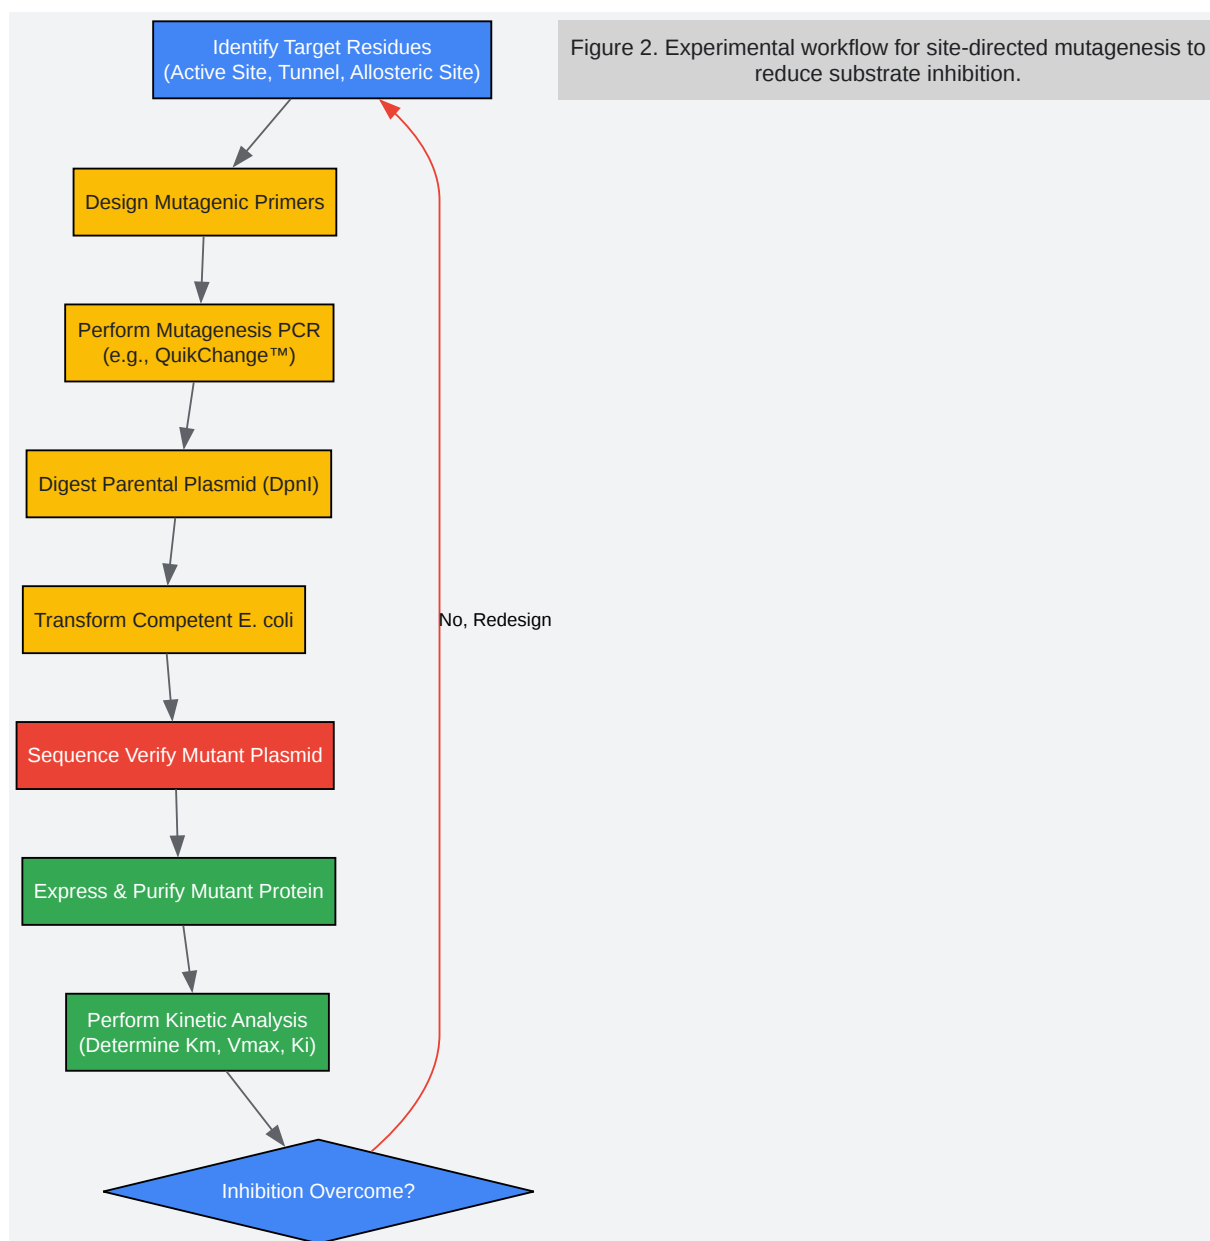 Identify Target Residues
(Active Site, Tunnel, Allosteric Site)
Figure 2. Experimental workflow for site-directed mutagenesis to
reduce substrate inhibition.
Design Mutagenic Primers
Perform Mutagenesis PCR
(e.g., QuikChange™)
Digest Parental Plasmid (DpnI)
Transform Competent E. coli
No, Redesign
Sequence Verify Mutant Plasmid
Express & Purify Mutant Protein
Perform Kinetic Analysis
(Determine Km, Vmax, Ki)
Inhibition Overcome?